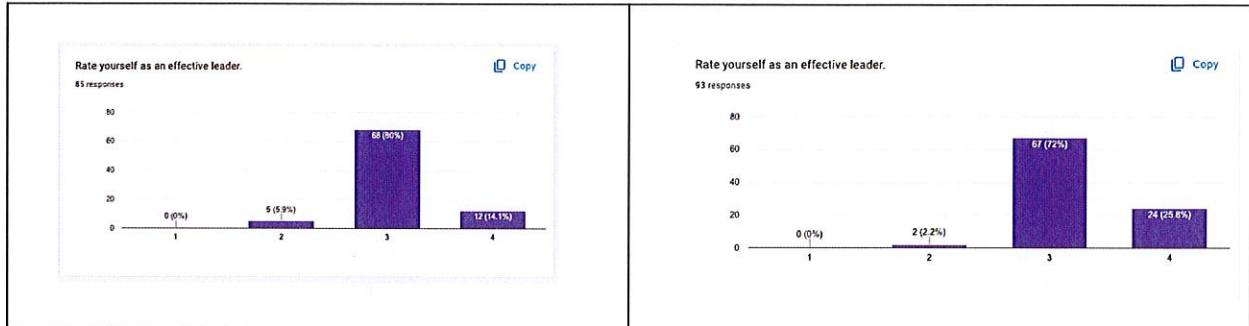 Rate yourself as an effective leader.
Copy
85 responses
80
60
40
20
0
0 (0%)
5 (5.9%)
68 (80%)
12 (14.1%)
1 2 3 4
Rate yourself as an effective leader.
Copy
93 responses
80
60
40
20
0
0 (0%)
2 (2.2%)
67 (72%)
24 (25.8%)
1 2 3 4